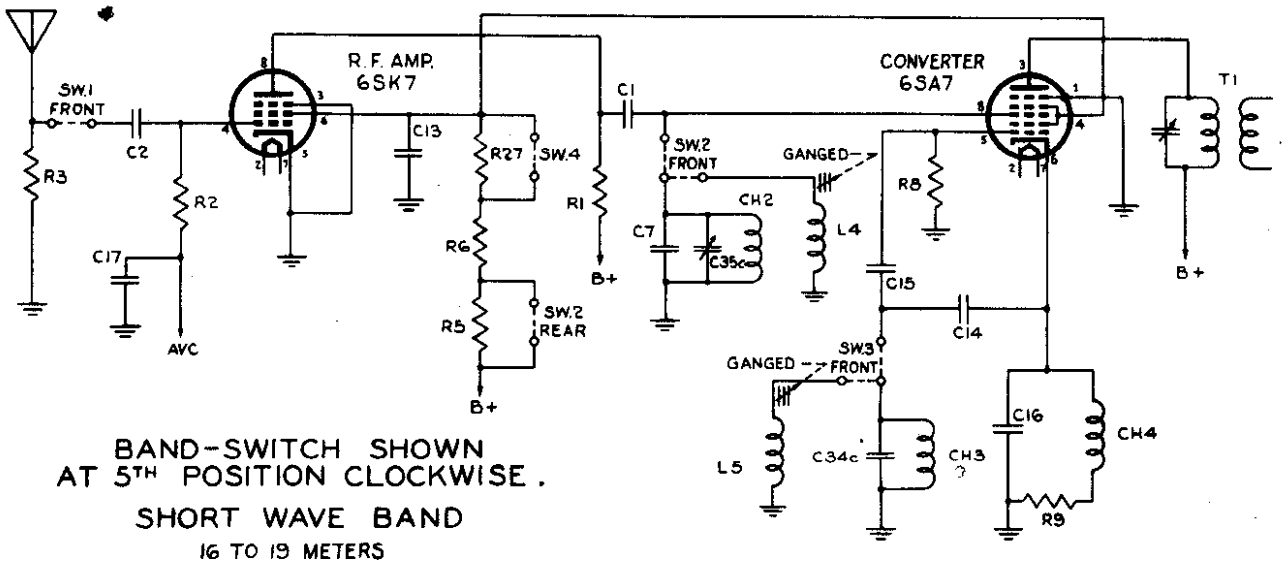 R.F. AMP.
6SK7
CONVERTER
6SA7
SW.1
FRONT
C2
R3
R2
C17
AVC
8
4
3
6
5
2
7
C13
R27
SW.4
R6
R5
SW.2
REAR
B+
C1
R1
B+
SW.2
FRONT
GANGED
CH2
C7
C35c
L4
R8
C15
C14
3
1
8
4
5
6
2
7
T1
B+
GANGED
SW.3
FRONT
L5
C34c
CH3
C16
CH4
R9
BAND-SWITCH SHOWN
AT 5TH POSITION CLOCKWISE.
SHORT WAVE BAND
16 TO 19 METERS